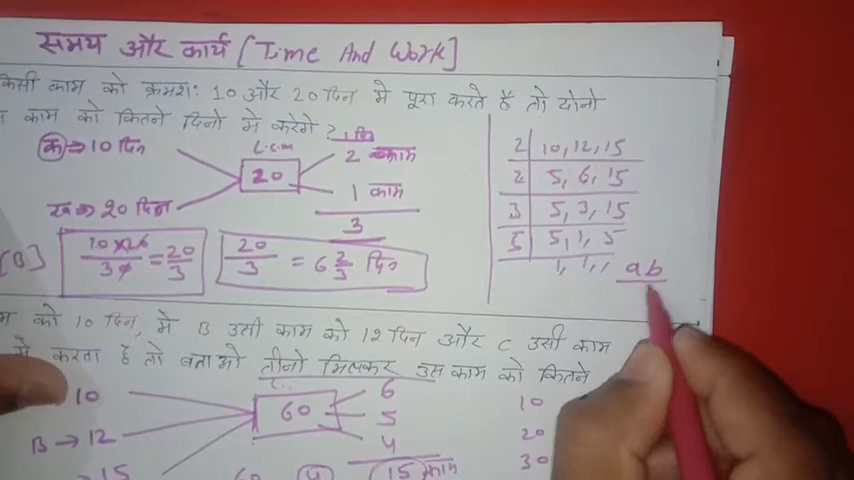 समय और कार्य [Time And Work]
किसी काम को क्रमशः 10 और 20 दिन मे पूरा करते है तो दोनो
काम को कितने दिनो मे करेगे ?
1 दिन
क → 10 दिन
L.C.M
20
2 काम
1 काम
3
ख → 20 दिन
[B]
= 20/3
20/3 = 6 2/3 दिन
2 | 10, 12, 15
2 | 5, 6, 15
3 | 5, 3, 15
5 | 5, 1, 5
1, 1, 1
ab
को 10 दिन, मे B उसी काम को 12 दिन और C उसी काम
मे करता है तो बताओ तीनो मिलकर उस काम को कितने
10
B → 12
15
60
6
5
4
15 काम
60
10
20
30